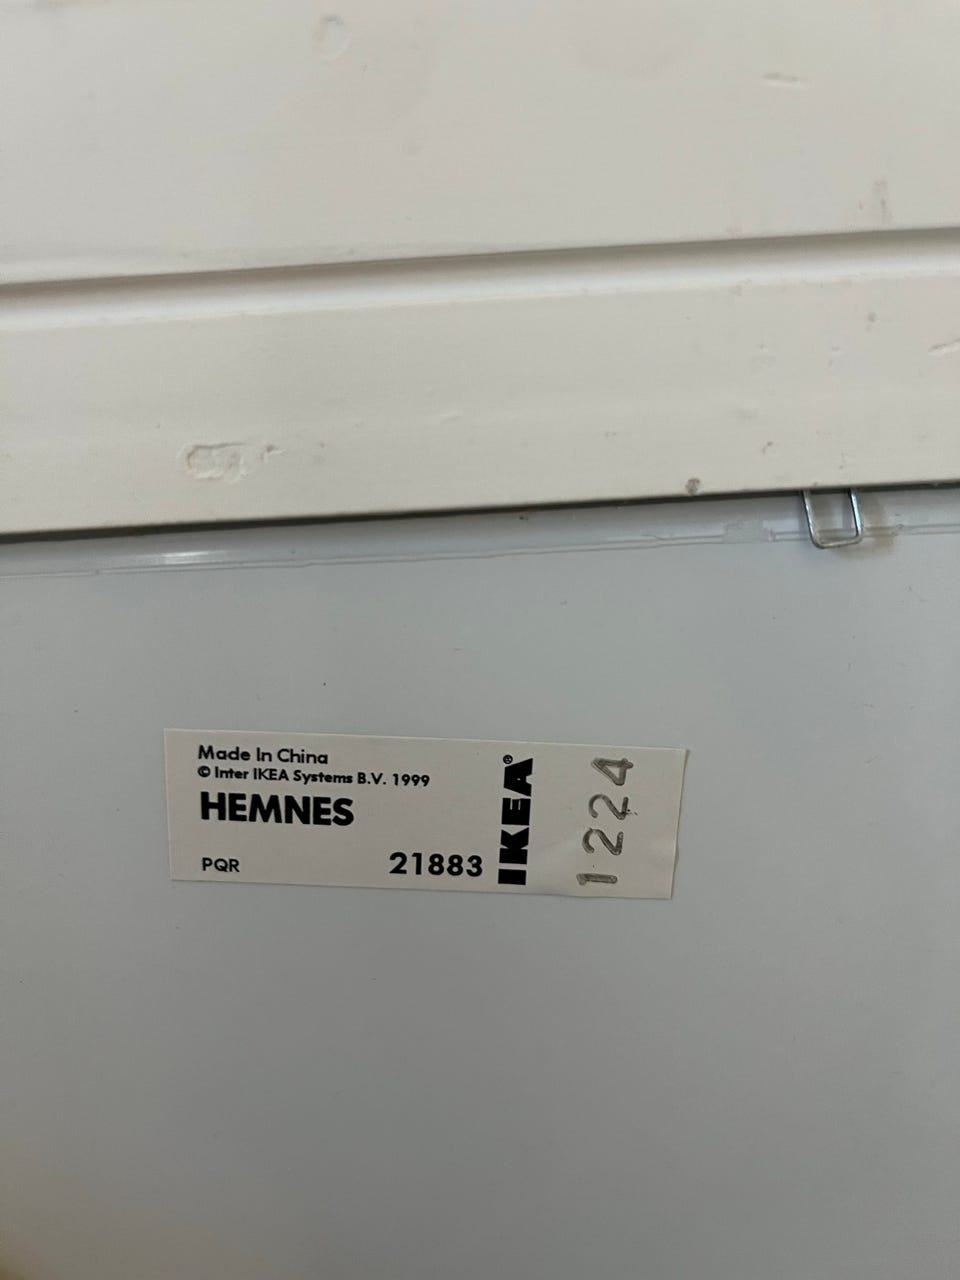 Made In China
© Inter IKEA Systems B.V. 1999
HEMNES
PQR 21883
IKEA®
1224